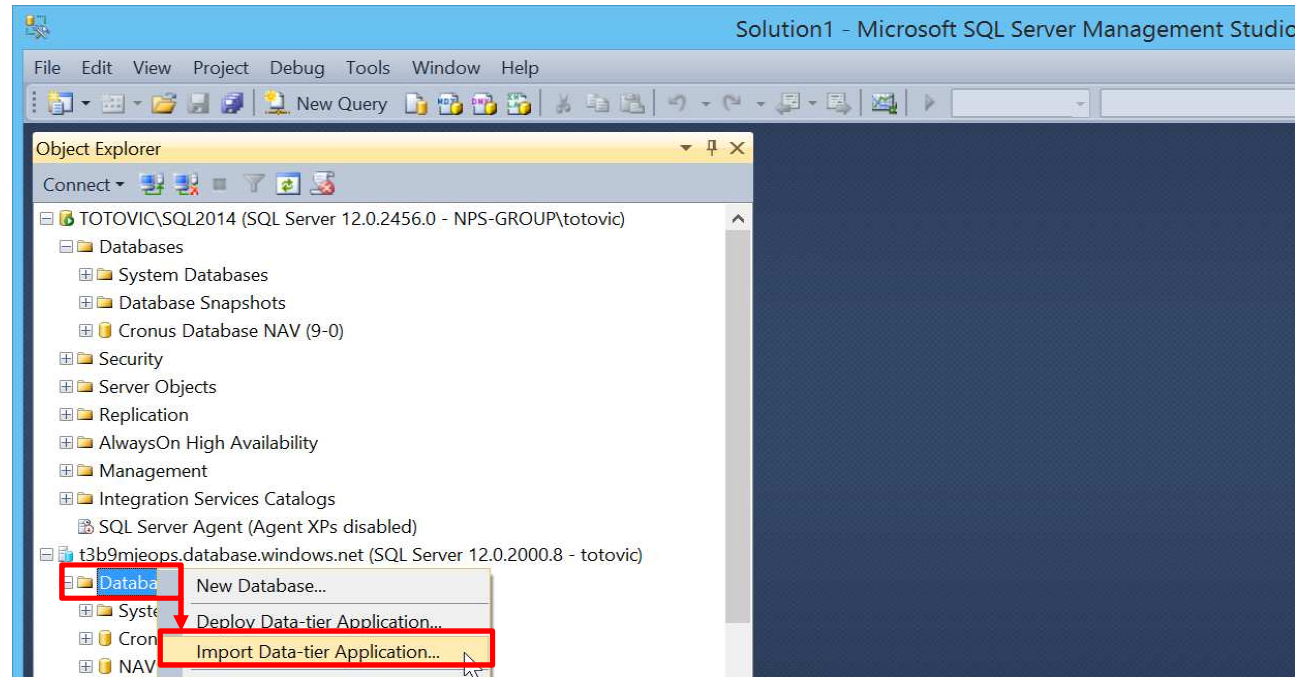 Solution1 - Microsoft SQL Server Management Studio
File Edit View Project Debug Tools Window Help
New Query
Object Explorer
Connect
TOTOVIC\SQL2014 (SQL Server 12.0.2456.0 - NPS-GROUP\totovic)
Databases
System Databases
Database Snapshots
Cronus Database NAV (9-0)
Security
Server Objects
Replication
AlwaysOn High Availability
Management
Integration Services Catalogs
SQL Server Agent (Agent XPs disabled)
t3b9mjeops.database.windows.net (SQL Server 12.0.2000.8 - totovic)
Databa
New Database...
Syste
Deploy Data-tier Application...
Cron
Import Data-tier Application...
NAV